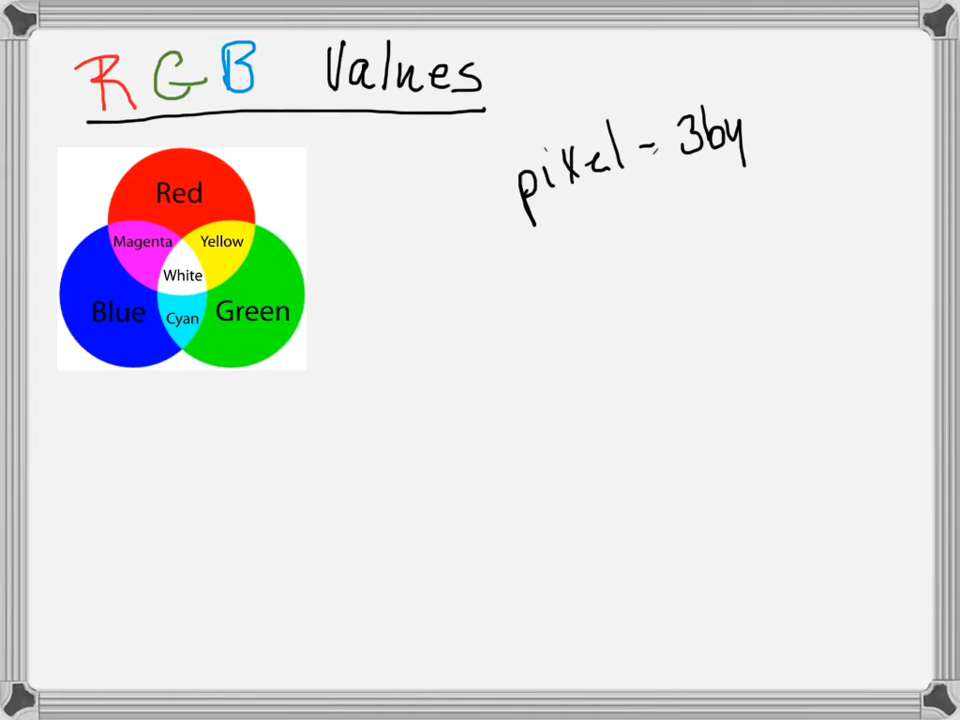 RGB Values
pixel = 3by
Red
Magenta Yellow
White
Blue Cyan Green